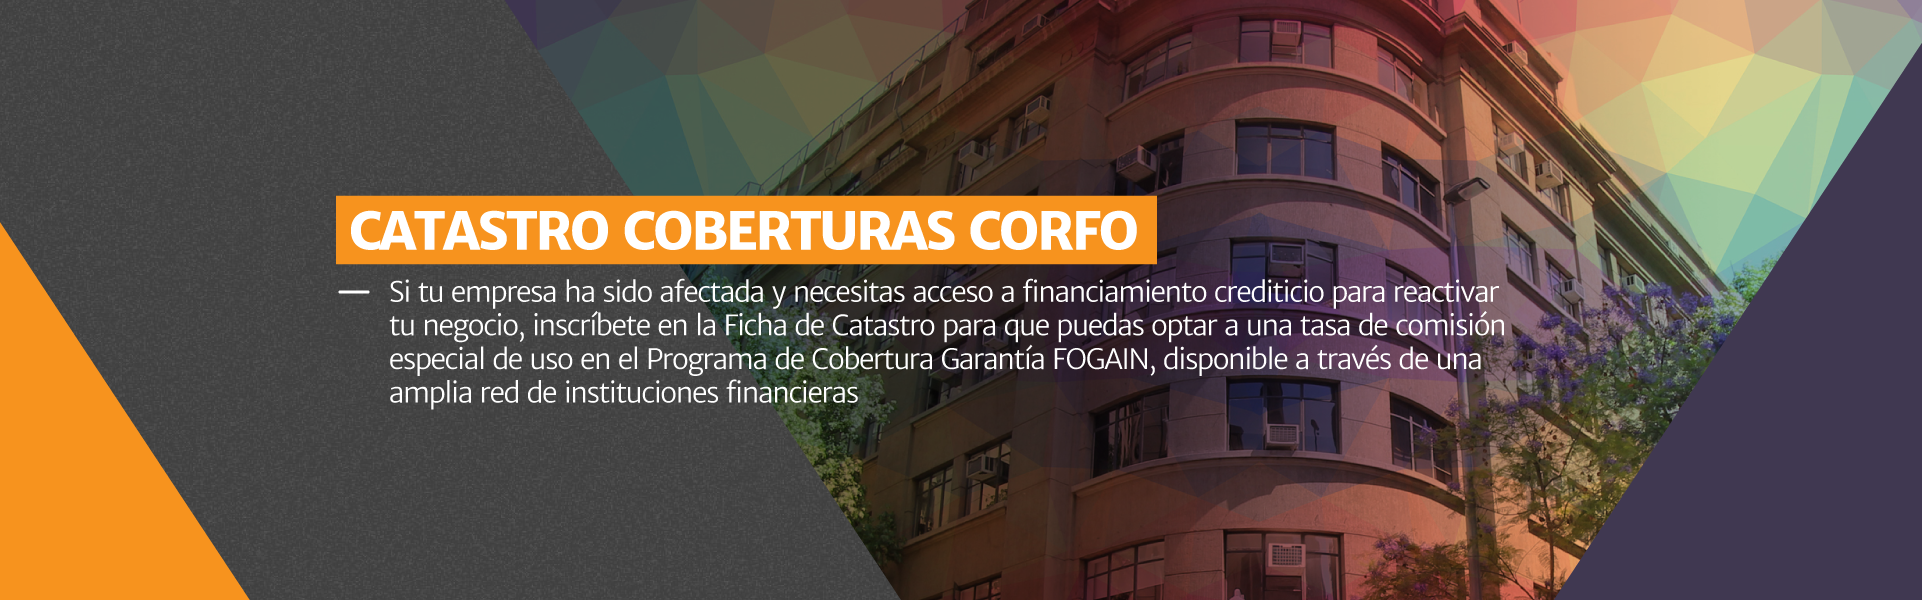 CATASTRO COBERTURAS CORFO
— Si tu empresa ha sido afectada y necesitas acceso a financiamiento crediticio para reactivar
tu negocio, inscríbete en la Ficha de Catastro para que puedas optar a una tasa de comisión
especial de uso en el Programa de Cobertura Garantía FOGAIN, disponible a través de una
amplia red de instituciones financieras